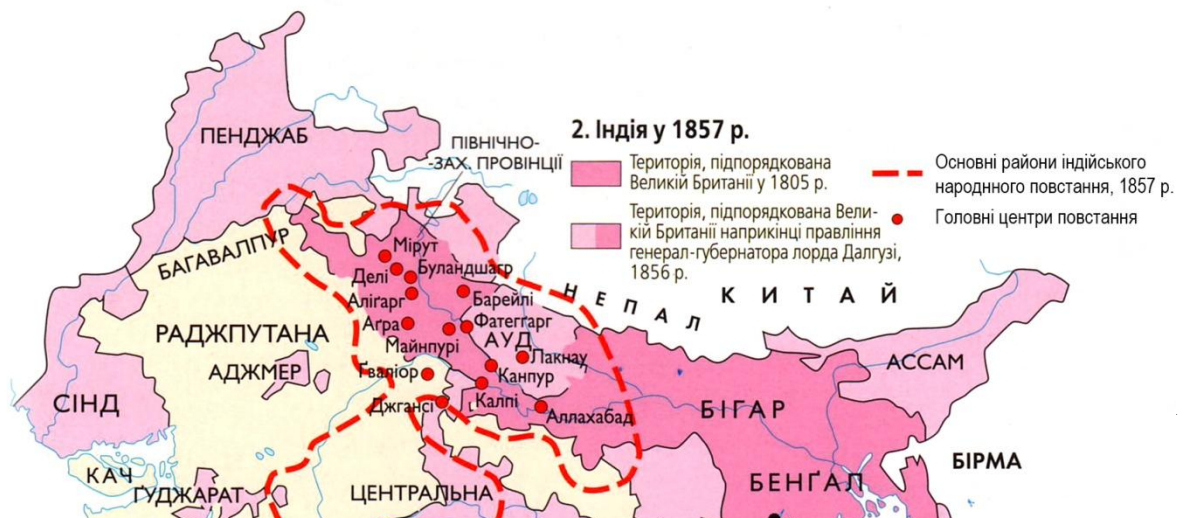 ПЕНДЖАБ
ПІВНІЧНО-
-ЗАХ. ПРОВІНЦІЇ
2. Індія у 1857 р.
Територія, підпорядкована
Великій Британії у 1805 р.
Територія, підпорядкована Вели-
кій Британії наприкінці правління
генерал-губернатора лорда Далгузі,
1856 р.
Основні райони індійського
народнного повстання, 1857 р.
Головні центри повстання
БАГАВАЛПУР
Мірут
Делі
Буландшагр
Алігарг
Барейлі
НЕПАЛ
КИТАЙ
РАДЖПУТАНА
Аґра
Фатегґарг
АУД
Майнпурі
Лакнау
АССАМ
АДЖМЕР
Ґваліор
Канпур
СІНД
Джгансі
Калпі
Аллахабад
БІГАР
БІРМА
КАЧ
ҐУДЖАРАТ
ЦЕНТРАЛЬНА
БЕНҐАЛ